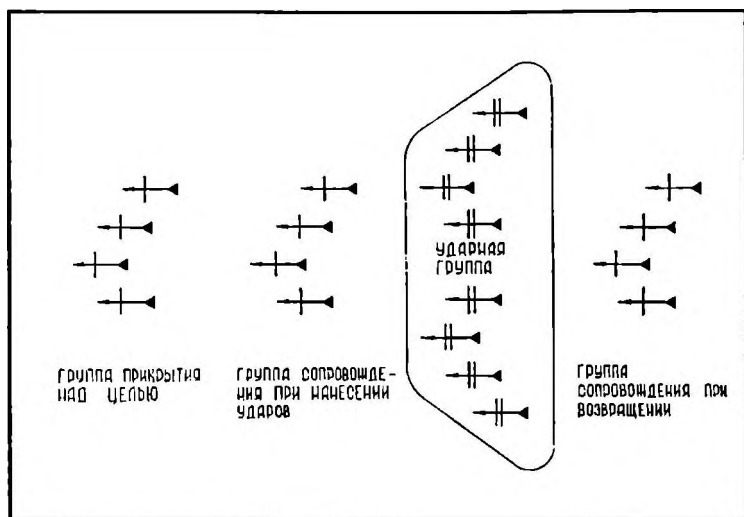 УДАРНАЯ
ГРУППА
ГРУППА ПРИКРЫТИЯ
НАД ЦЕЛЬЮ
ГРУППА СОПРОВОЖДЕ-
НИЯ ПРИ НАНЕСЕНИИ
УДАРОВ
ГРУППА
СОПРОВОЖДЕНИЯ ПРИ
ВОЗВРАЩЕНИИ